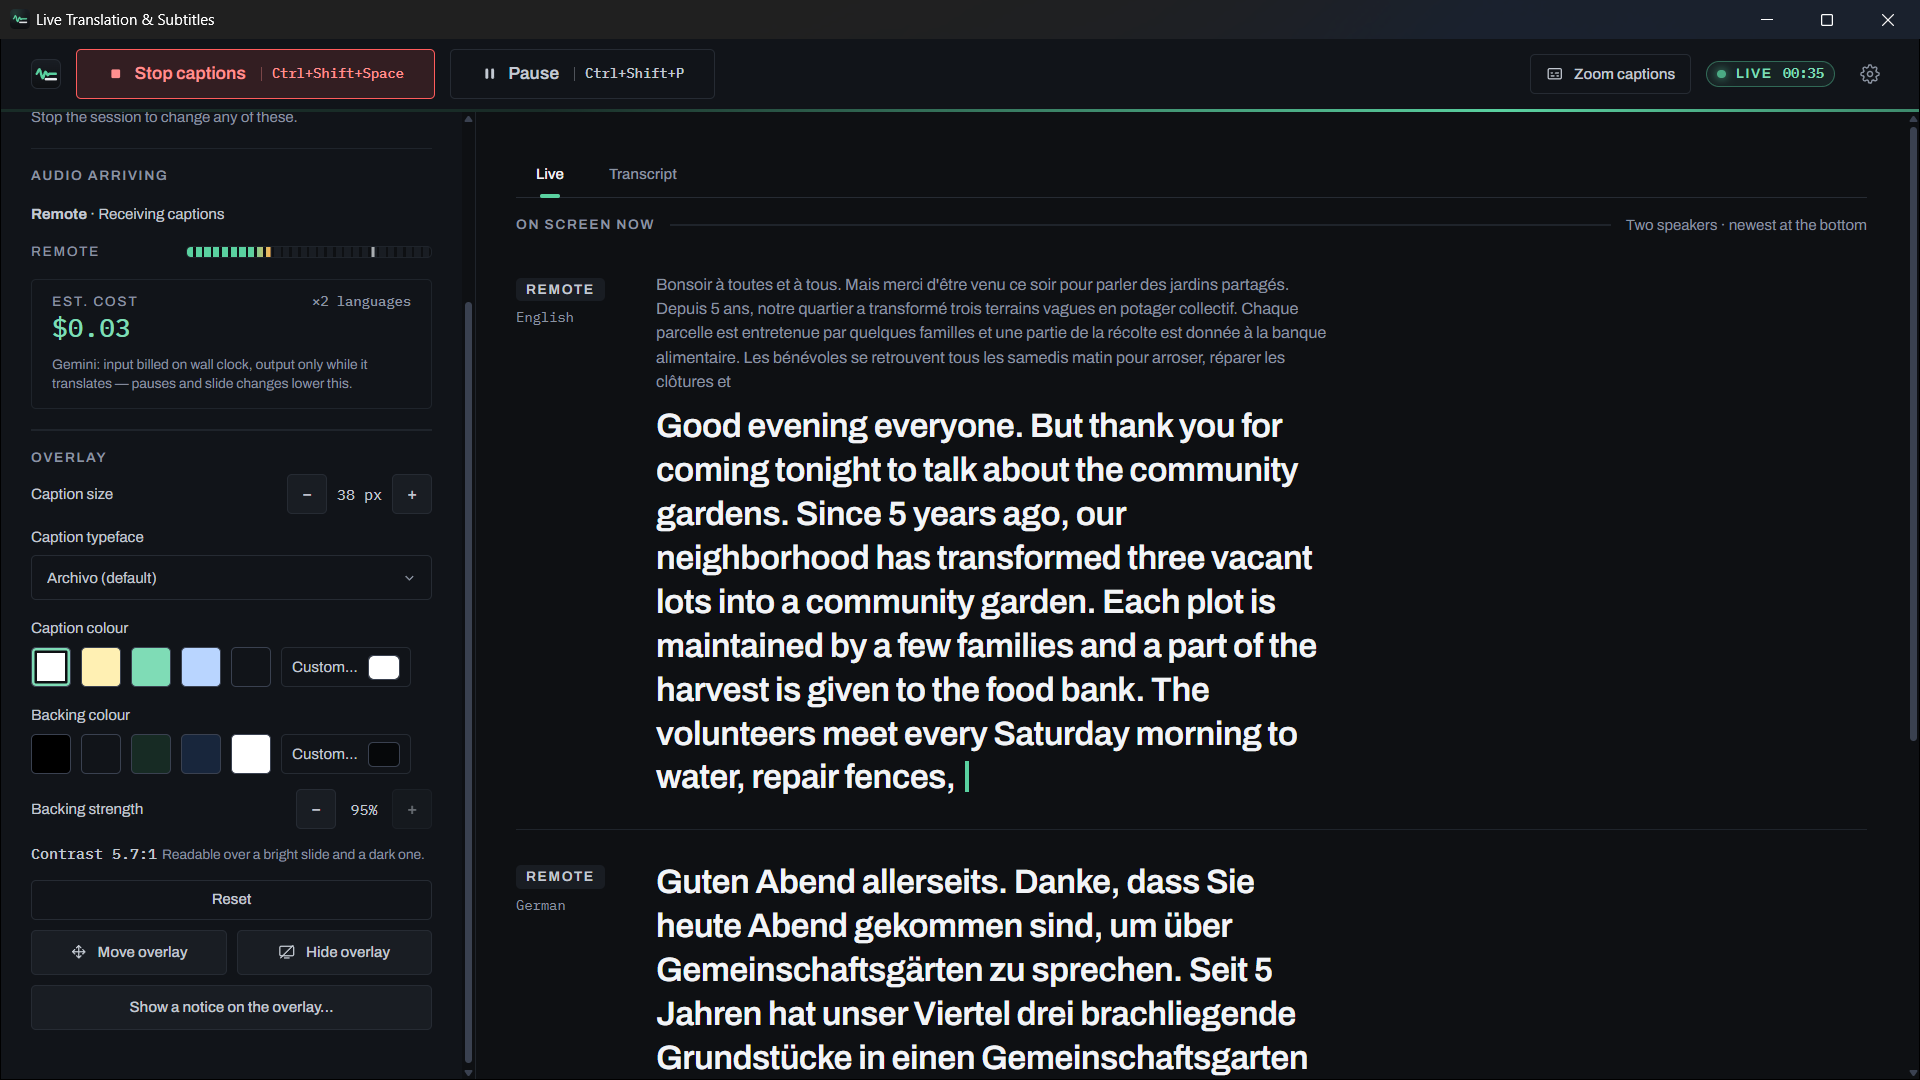 Live Translation & Subtitles
Stop captions | Ctrl+Shift+Space
Pause | Ctrl+Shift+P
Zoom captions
LIVE 00:35
Stop the session to change any of these.
AUDIO ARRIVING
Remote · Receiving captions
REMOTE
EST. COST
×2 languages
$0.03
Gemini: input billed on wall clock, output only while it
translates — pauses and slide changes lower this.
OVERLAY
Caption size
− 38 px +
Caption typeface
Archivo (default)
Caption colour
Custom...
Backing colour
Custom...
Backing strength
− 95% +
Contrast 5.7:1 Readable over a bright slide and a dark one.
Reset
Move overlay
Hide overlay
Show a notice on the overlay...
Live
Transcript
ON SCREEN NOW
Two speakers · newest at the bottom
REMOTE
English
Bonsoir à toutes et à tous. Mais merci d'être venu ce soir pour parler des jardins partagés.
Depuis 5 ans, notre quartier a transformé trois terrains vagues en potager collectif. Chaque
parcelle est entretenue par quelques familles et une partie de la récolte est donnée à la banque
alimentaire. Les bénévoles se retrouvent tous les samedis matin pour arroser, réparer les
clôtures et
Good evening everyone. But thank you for
coming tonight to talk about the community
gardens. Since 5 years ago, our
neighborhood has transformed three vacant
lots into a community garden. Each plot is
maintained by a few families and a part of the
harvest is given to the food bank. The
volunteers meet every Saturday morning to
water, repair fences,
REMOTE
German
Guten Abend allerseits. Danke, dass Sie
heute Abend gekommen sind, um über
Gemeinschaftsgärten zu sprechen. Seit 5
Jahren hat unser Viertel drei brachliegende
Grundstücke in einen Gemeinschaftsgarten